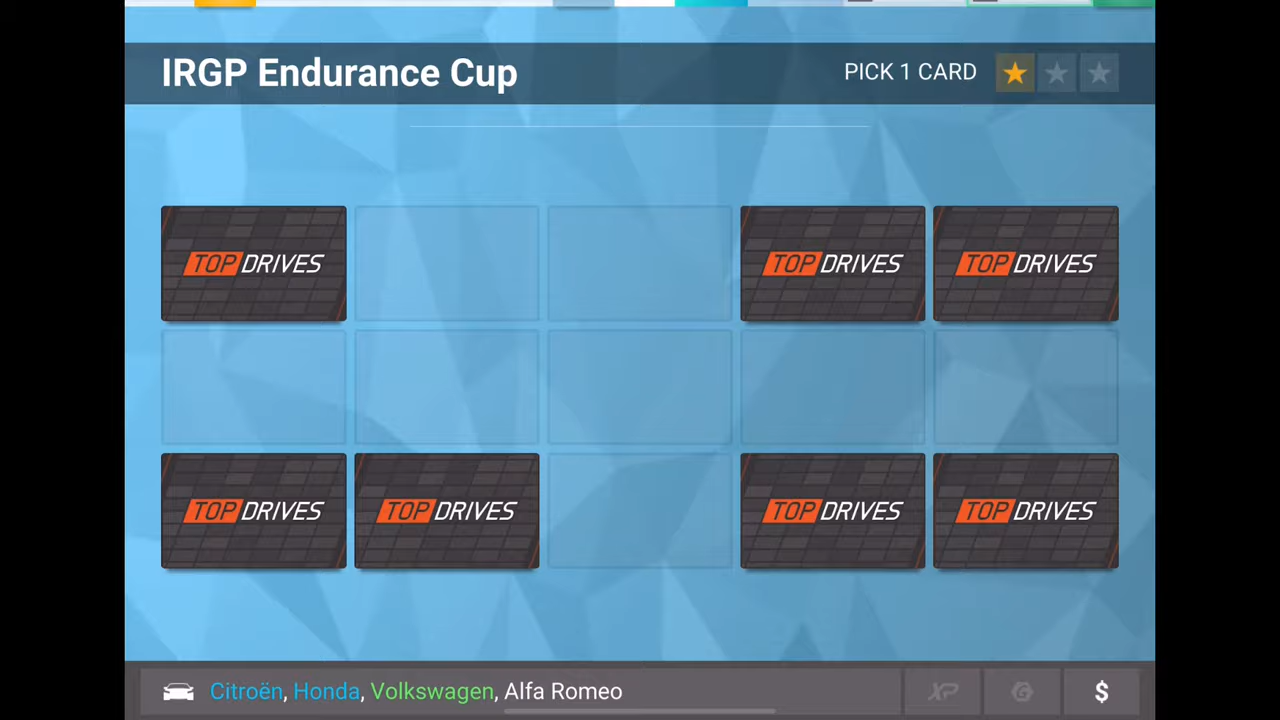 IRGP Endurance Cup
PICK 1 CARD
TOP DRIVES
TOP DRIVES
TOP DRIVES
TOP DRIVES
TOP DRIVES
TOP DRIVES
TOP DRIVES
Citroën, Honda, Volkswagen, Alfa Romeo
XP
G
$